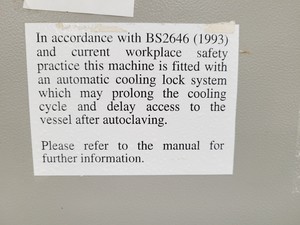 In accordance with BS2646 (1993)
and current workplace safety
practice this machine is fitted with
an automatic cooling lock system
which may prolong the cooling
cycle and delay access to the
vessel after autoclaving.
Please refer to the manual for
further information.